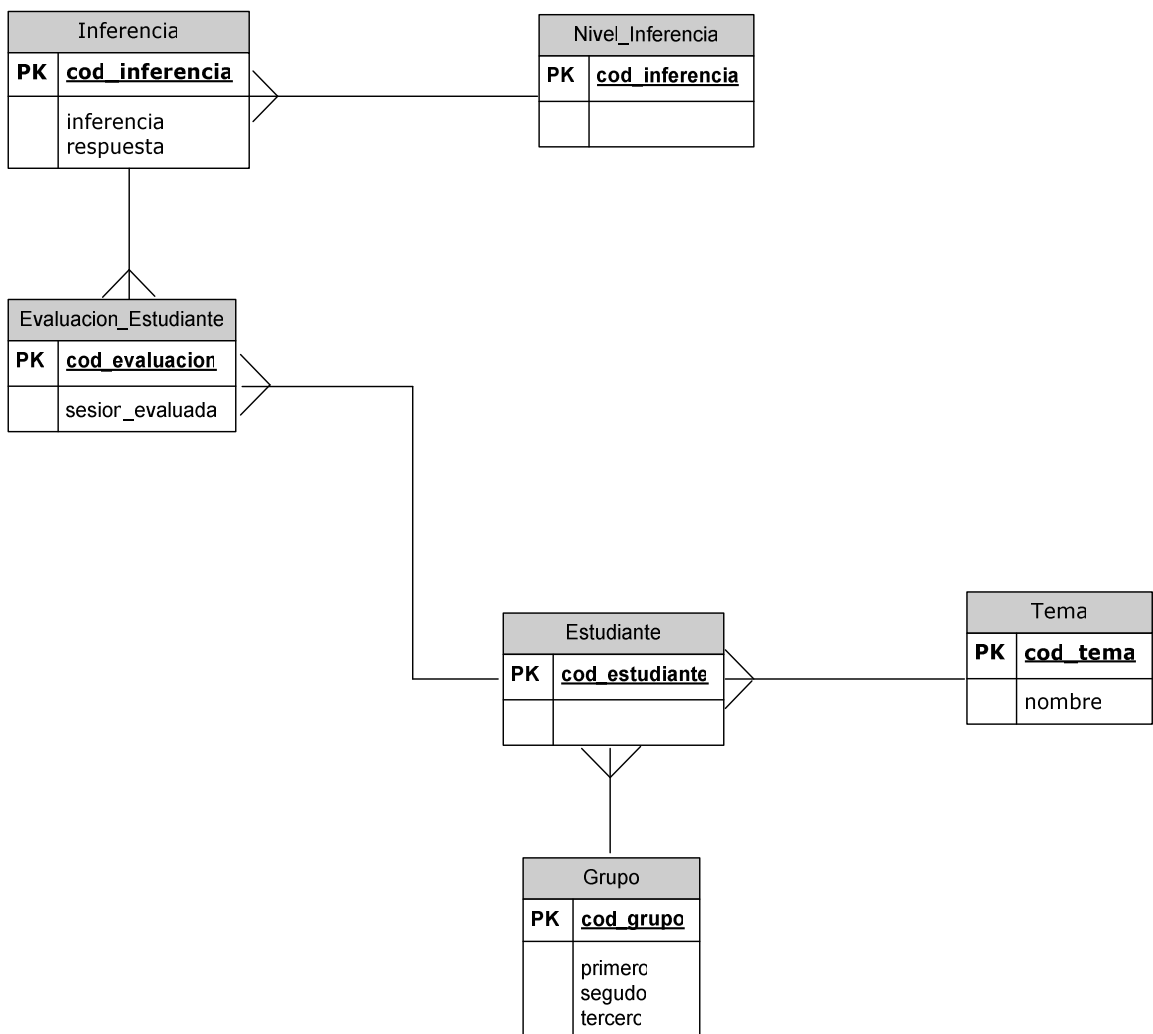 Inferencia
PK cod_inferencia
inferencia
respuesta
Nivel_Inferencia
PK cod_inferencia
Evaluacion_Estudiante
PK cod_evaluacion
sesior_evaluada
Estudiante
PK cod_estudiante
Tema
PK cod_tema
nombre
Grupo
PK cod_grupo
primero
segudo
tercero